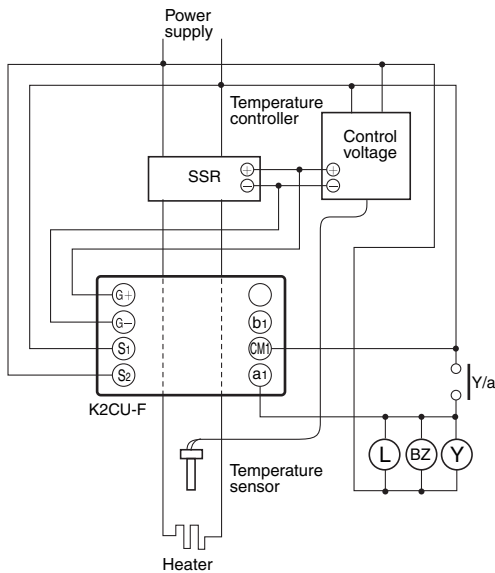 Power
supply
Temperature
controller
Control
voltage
SSR
+
−
+
−
G+
G−
S1
S2
b1
CM1
a1
K2CU-F
Y/a
L
BZ
Y
Temperature
sensor
Heater